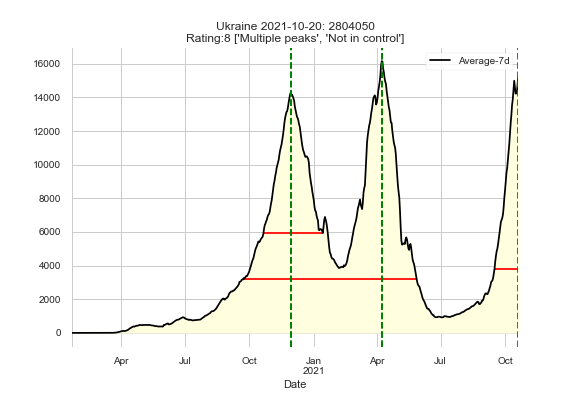 Ukraine 2021-10-20: 2804050
Rating:8 ['Multiple peaks', 'Not in control']
Average-7d
16000
14000
12000
10000
8000
6000
4000
2000
0
Apr Jul Oct Jan Apr Jul Oct
2021
Date